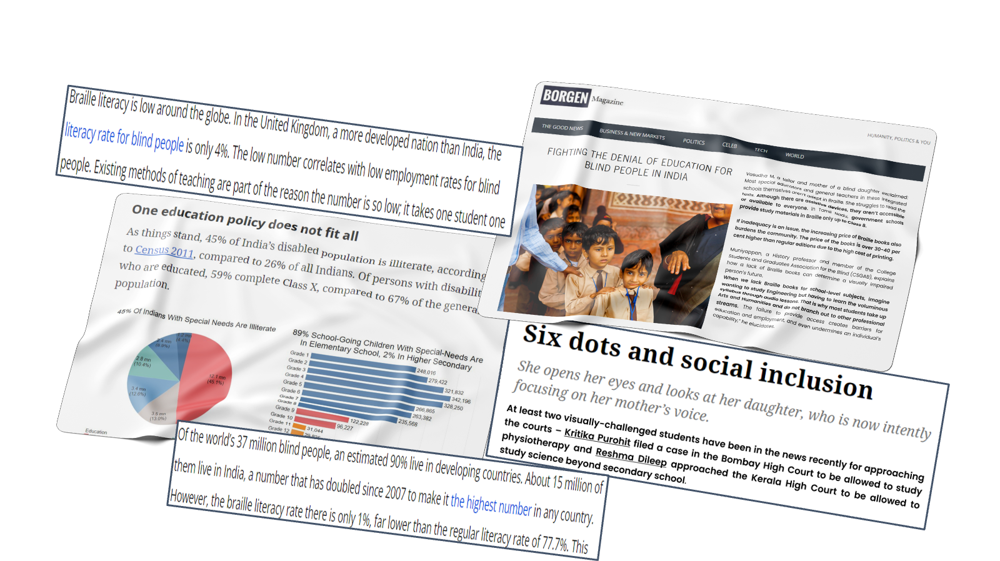 Braille literacy is low around the globe. In the United Kingdom, a more developed nation than India, the
literacy rate for blind people is only 4%. The low number correlates with low employment rates for blind
people. Existing methods of teaching are part of the reason the number is so low; it takes one student one
One education policy does not fit all
As things stand, 45% of India's disabled population is illiterate, according
to Census 2011, compared to 26% of all Indians. Of persons with disabilit
who are educated, 59% complete Class X, compared to 67% of the genera
population.
45% Of Indians With Special Needs Are Illiterate
1.2 mn
(4.4%)
2.4 mn
(8.9%)
2.8 mn
(10.4%)
3.4 mn
(12.6%)
3.5 mn
(13.0%)
12.1 mn
(45.1%)
Education
89% School-Going Children With Special-Needs Are
In Elementary School, 2% In Higher Secondary
Grade 1
Grade 2 248,016
Grade 3 279,422
Grade 4 321,832
Grade 5 342,196
Grade 6 328,250
Grade 7 266,865
Grade 8 263,382
Grade 9 235,568
Grade 10 122,228
Grade 11 96,227
Grade 12 31,044
Of the world's 37 million blind people, an estimated 90% live in developing countries. About 15 million of
them live in India, a number that has doubled since 2007 to make it the highest number in any country.
However, the braille literacy rate there is only 1%, far lower than the regular literacy rate of 77.7%. This
BORGEN Magazine
HUMANITY, POLITICS & YOU
THE GOOD NEWS BUSINESS & NEW MARKETS POLITICS CELEB TECH WORLD
FIGHTING THE DENIAL OF EDUCATION FOR
BLIND PEOPLE IN INDIA
Vasudha M, a tailor and mother of a blind daughter exclaimed:
Most special educators and general teachers in these integrated
schools themselves aren't adept in Braille. She struggles to read the
texts. Although there are assistive devices, they aren't accessible
or available to everyone. In Tamil Nadu, government schools
provide study materials in Braille only up to Class 8.
If inadequacy is an issue, the increasing price of Braille books also
burdens the community. The price of the books is over 30-40 per
cent higher than regular editions due to the high cost of printing.
Muniyappan, a History professor and member of the College
Students and Graduates Association for the Blind (CSGAB), explains
how a lack of Braille books can determine a visually impaired
person's future.
When we lack Braille books for school-level subjects, imagine
wanting to study Engineering but having to learn the voluminous
syllabus through audio lessons. That is why most students take up
Arts and Humanities and do not branch out to other professional
streams. The failure to provide access creates barriers for
education and employment, and even undermines an individual's
capability," he elucidates.
Six dots and social inclusion
She opens her eyes and looks at her daughter, who is now intently
focusing on her mother's voice.
At least two visually-challenged students have been in the news recently for approaching
the courts – Kritika Purohit filed a case in the Bombay High Court to be allowed to study
physiotherapy and Reshma Dileep approached the Kerala High Court to be allowed to
study science beyond secondary school.